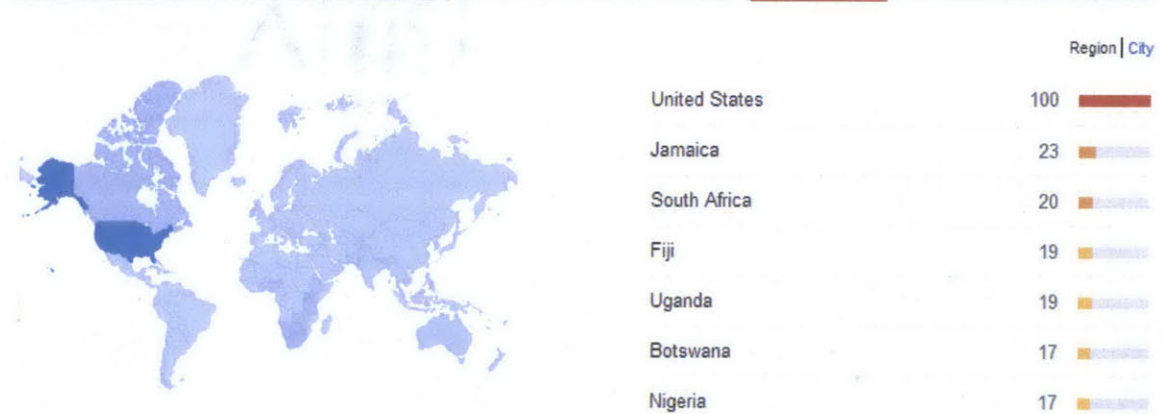 Region | City
United States 100
Jamaica 23
South Africa 20
Fiji 19
Uganda 19
Botswana 17
Nigeria 17